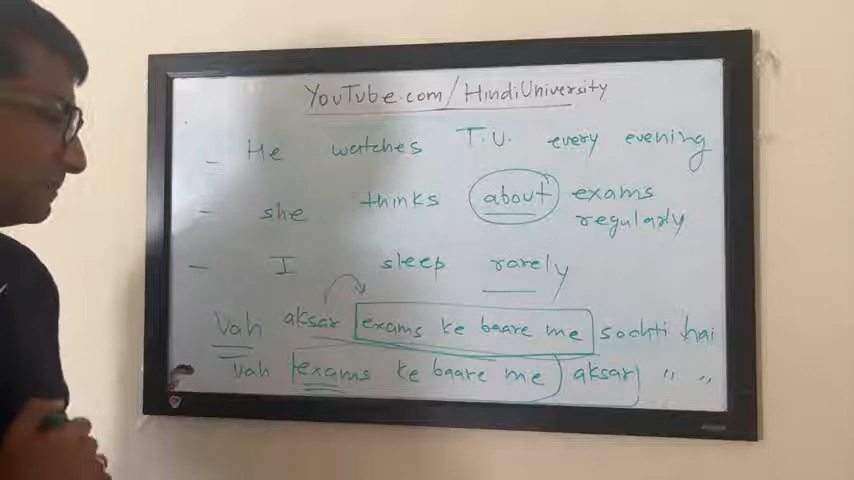 YouTube.com/HindiUniversity
- He watches T.V. every evening
- she thinks about exams
regularly
- I sleep rarely
Vah aksar exams ke baare me sochti hai
vah exams ke baare me aksar " "